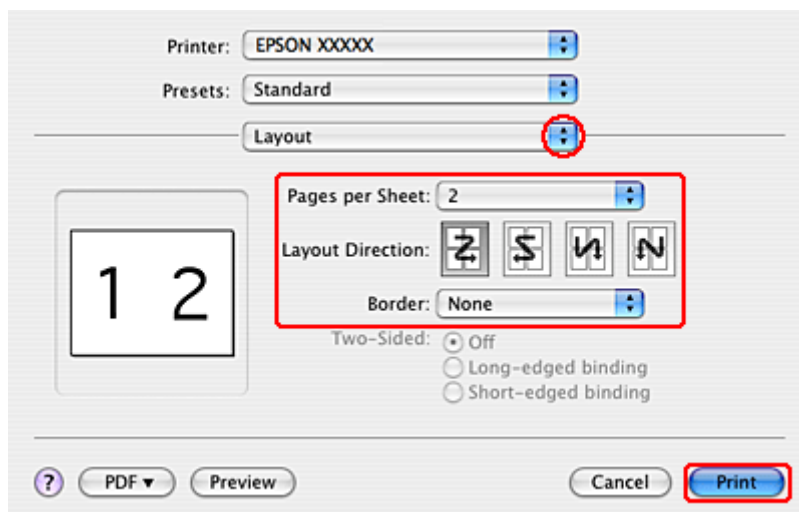 Printer: EPSON XXXXX
Presets: Standard
Layout
Pages per Sheet: 2
Layout Direction:
Border: None
1 2
Two-Sided: Off
Long-edged binding
Short-edged binding
? PDF Preview Cancel Print